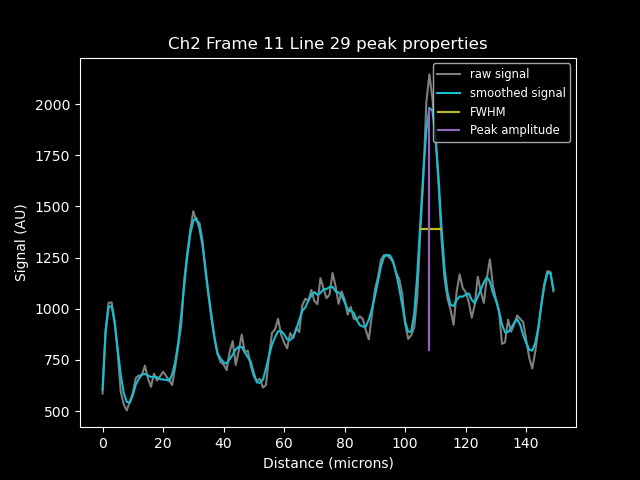 Ch2 Frame 11 Line 29 peak properties
raw signal
smoothed signal
FWHM
Peak amplitude
Signal (AU)
2000
1750
1500
1250
1000
750
500
0 20 40 60 80 100 120 140
Distance (microns)